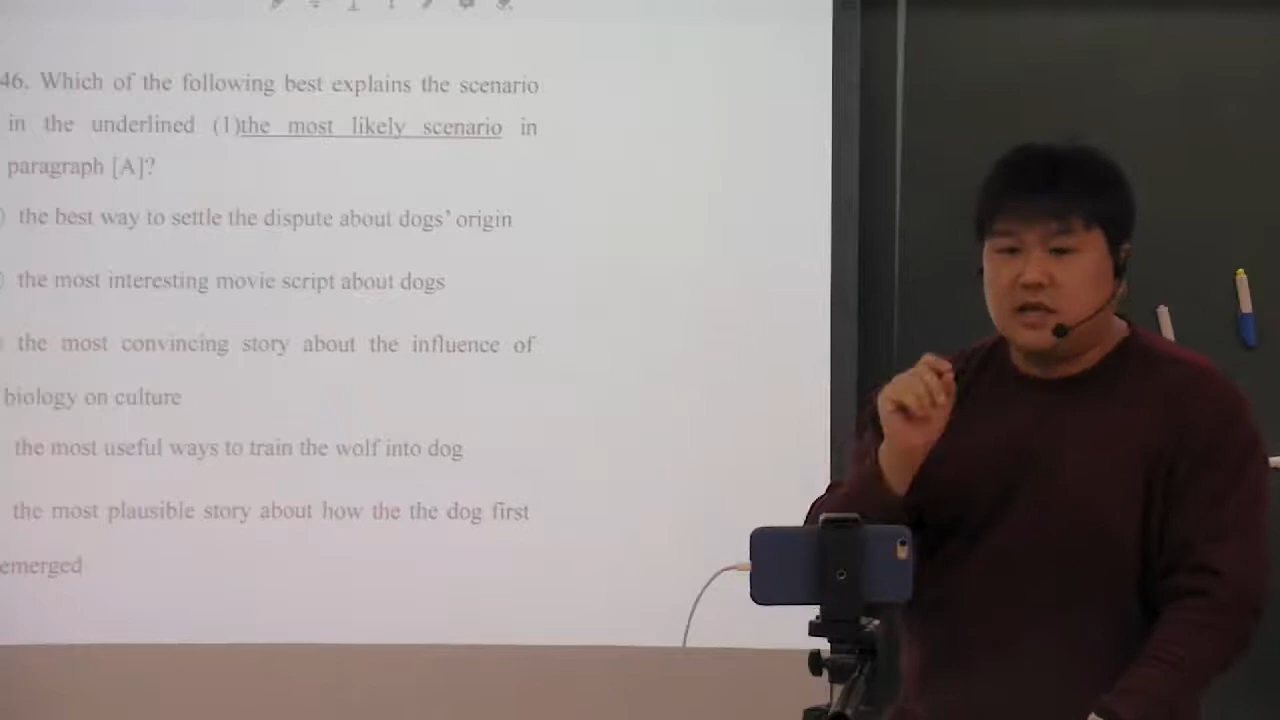 46. Which of the following best explains the scenario
in the underlined (1)the most likely scenario in
paragraph [A]?
) the best way to settle the dispute about dogs' origin
) the most interesting movie script about dogs
the most convincing story about the influence of
biology on culture
the most useful ways to train the wolf into dog
the most plausible story about how the the dog first
emerged